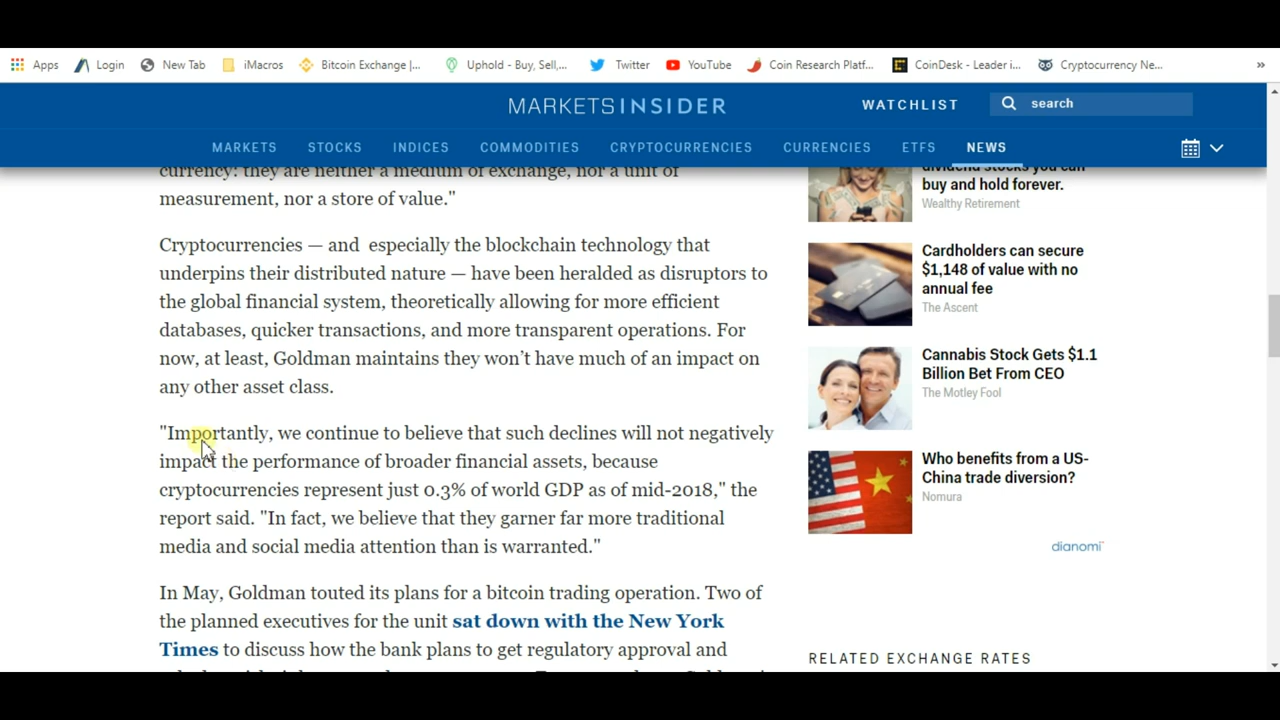 Apps
Login
New Tab
iMacros
Bitcoin Exchange |...
Uphold - Buy, Sell,...
Twitter
YouTube
Coin Research Platf...
CoinDesk - Leader i...
Cryptocurrency Ne...
»
MARKETS INSIDER
WATCHLIST
search
MARKETS
STOCKS
INDICES
COMMODITIES
CRYPTOCURRENCIES
CURRENCIES
ETFS
NEWS
currency: they are neither a medium of exchange, nor a unit of
measurement, nor a store of value."
Cryptocurrencies — and especially the blockchain technology that
underpins their distributed nature — have been heralded as disruptors to
the global financial system, theoretically allowing for more efficient
databases, quicker transactions, and more transparent operations. For
now, at least, Goldman maintains they won't have much of an impact on
any other asset class.
"Importantly, we continue to believe that such declines will not negatively
impact the performance of broader financial assets, because
cryptocurrencies represent just 0.3% of world GDP as of mid-2018," the
report said. "In fact, we believe that they garner far more traditional
media and social media attention than is warranted."
In May, Goldman touted its plans for a bitcoin trading operation. Two of
the planned executives for the unit sat down with the New York
Times to discuss how the bank plans to get regulatory approval and
dividend stocks you can
buy and hold forever.
Wealthy Retirement
Cardholders can secure
$1,148 of value with no
annual fee
The Ascent
Cannabis Stock Gets $1.1
Billion Bet From CEO
The Motley Fool
Who benefits from a US-
China trade diversion?
Nomura
dianomi
RELATED EXCHANGE RATES